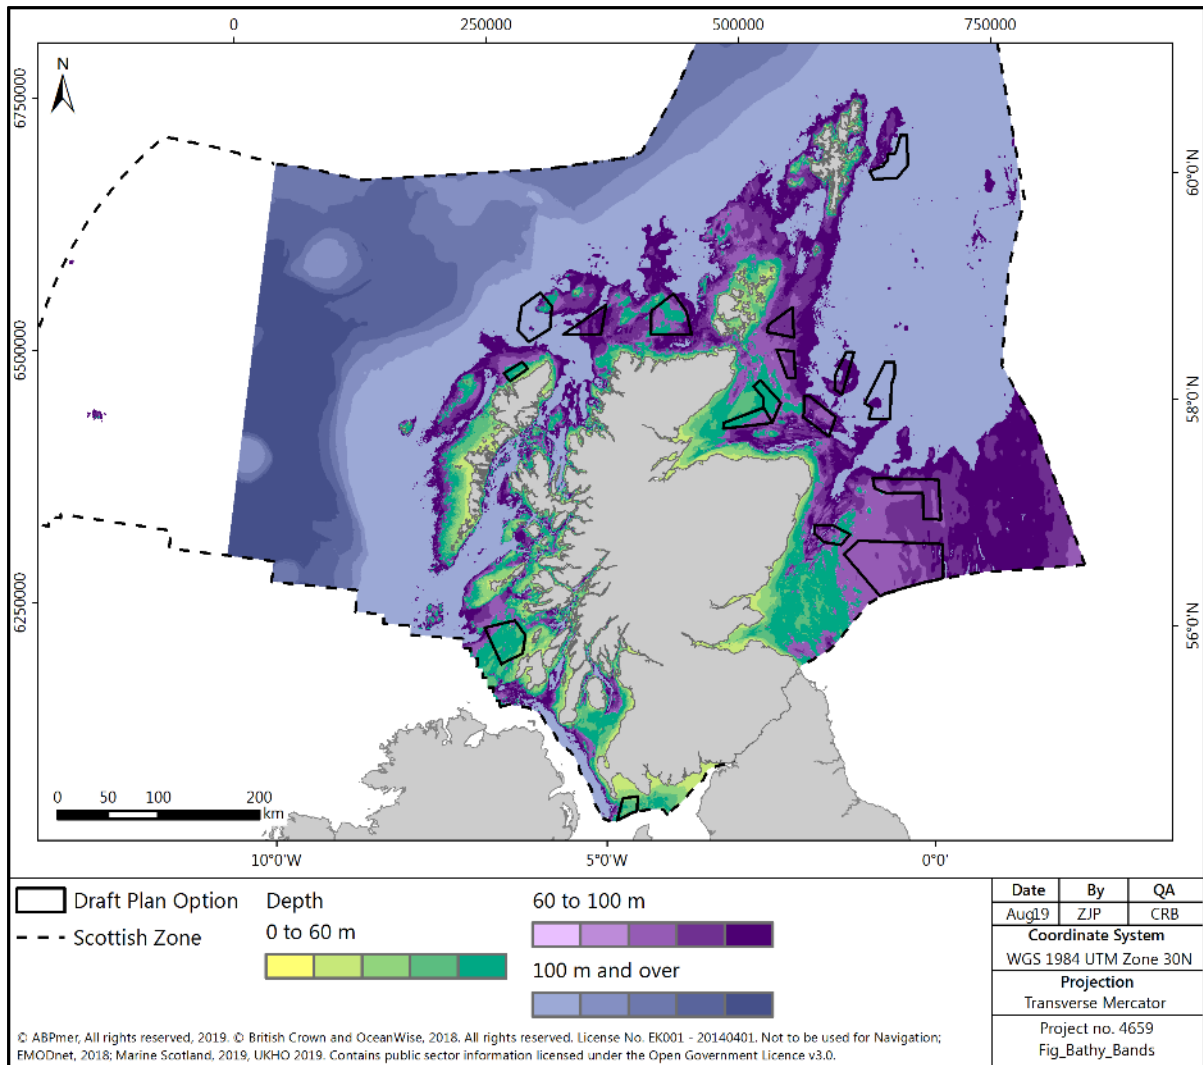 0 250000 500000 750000
N
6750000
6500000
6250000
60°0'N
58°0'N
56°0'N
0 50 100 200
km
10°0'W 5°0'W 0°0'
Draft Plan Option
Scottish Zone
Depth
0 to 60 m
60 to 100 m
100 m and over
Date By QA
Aug19 ZJP CRB
Coordinate System
WGS 1984 UTM Zone 30N
Projection
Transverse Mercator
Project no. 4659
Fig_Bathy_Bands
© ABPmer, All rights reserved, 2019. © British Crown and OceanWise, 2018. All rights reserved. License No. EK001 - 20140401. Not to be used for Navigation;
EMODnet, 2018; Marine Scotland, 2019, UKHO 2019. Contains public sector information licensed under the Open Government Licence v3.0.